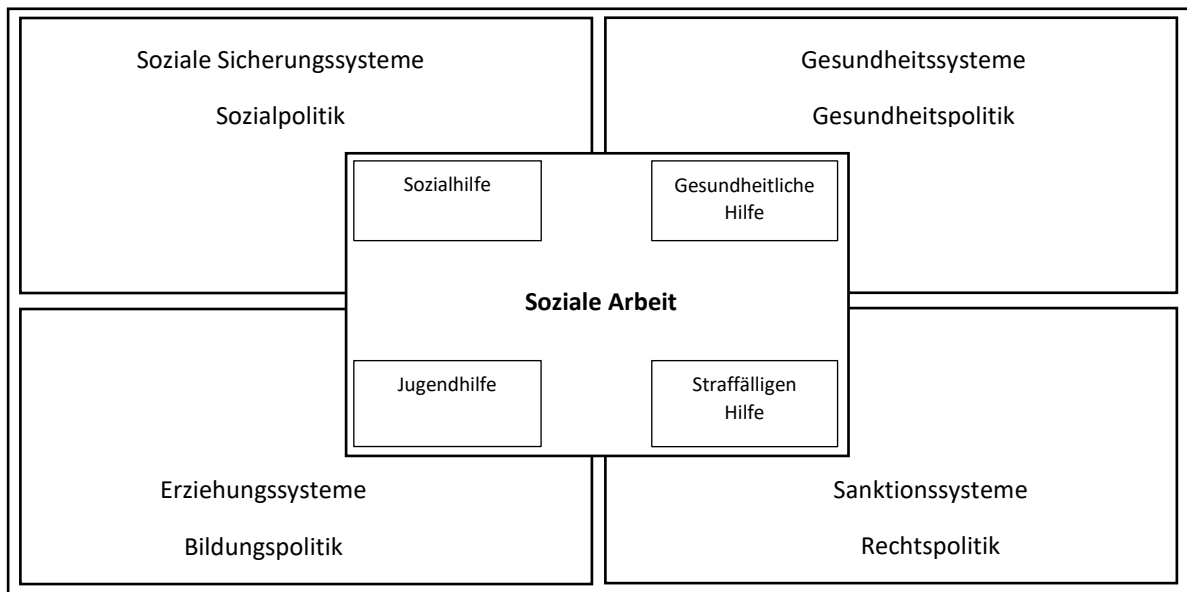 Soziale Sicherungssysteme
Sozialpolitik
Gesundheitssysteme
Gesundheitspolitik
Sozialhilfe
Gesundheitliche
Hilfe
Soziale Arbeit
Jugendhilfe
Straffälligen
Hilfe
Erziehungssysteme
Bildungspolitik
Sanktionssysteme
Rechtspolitik